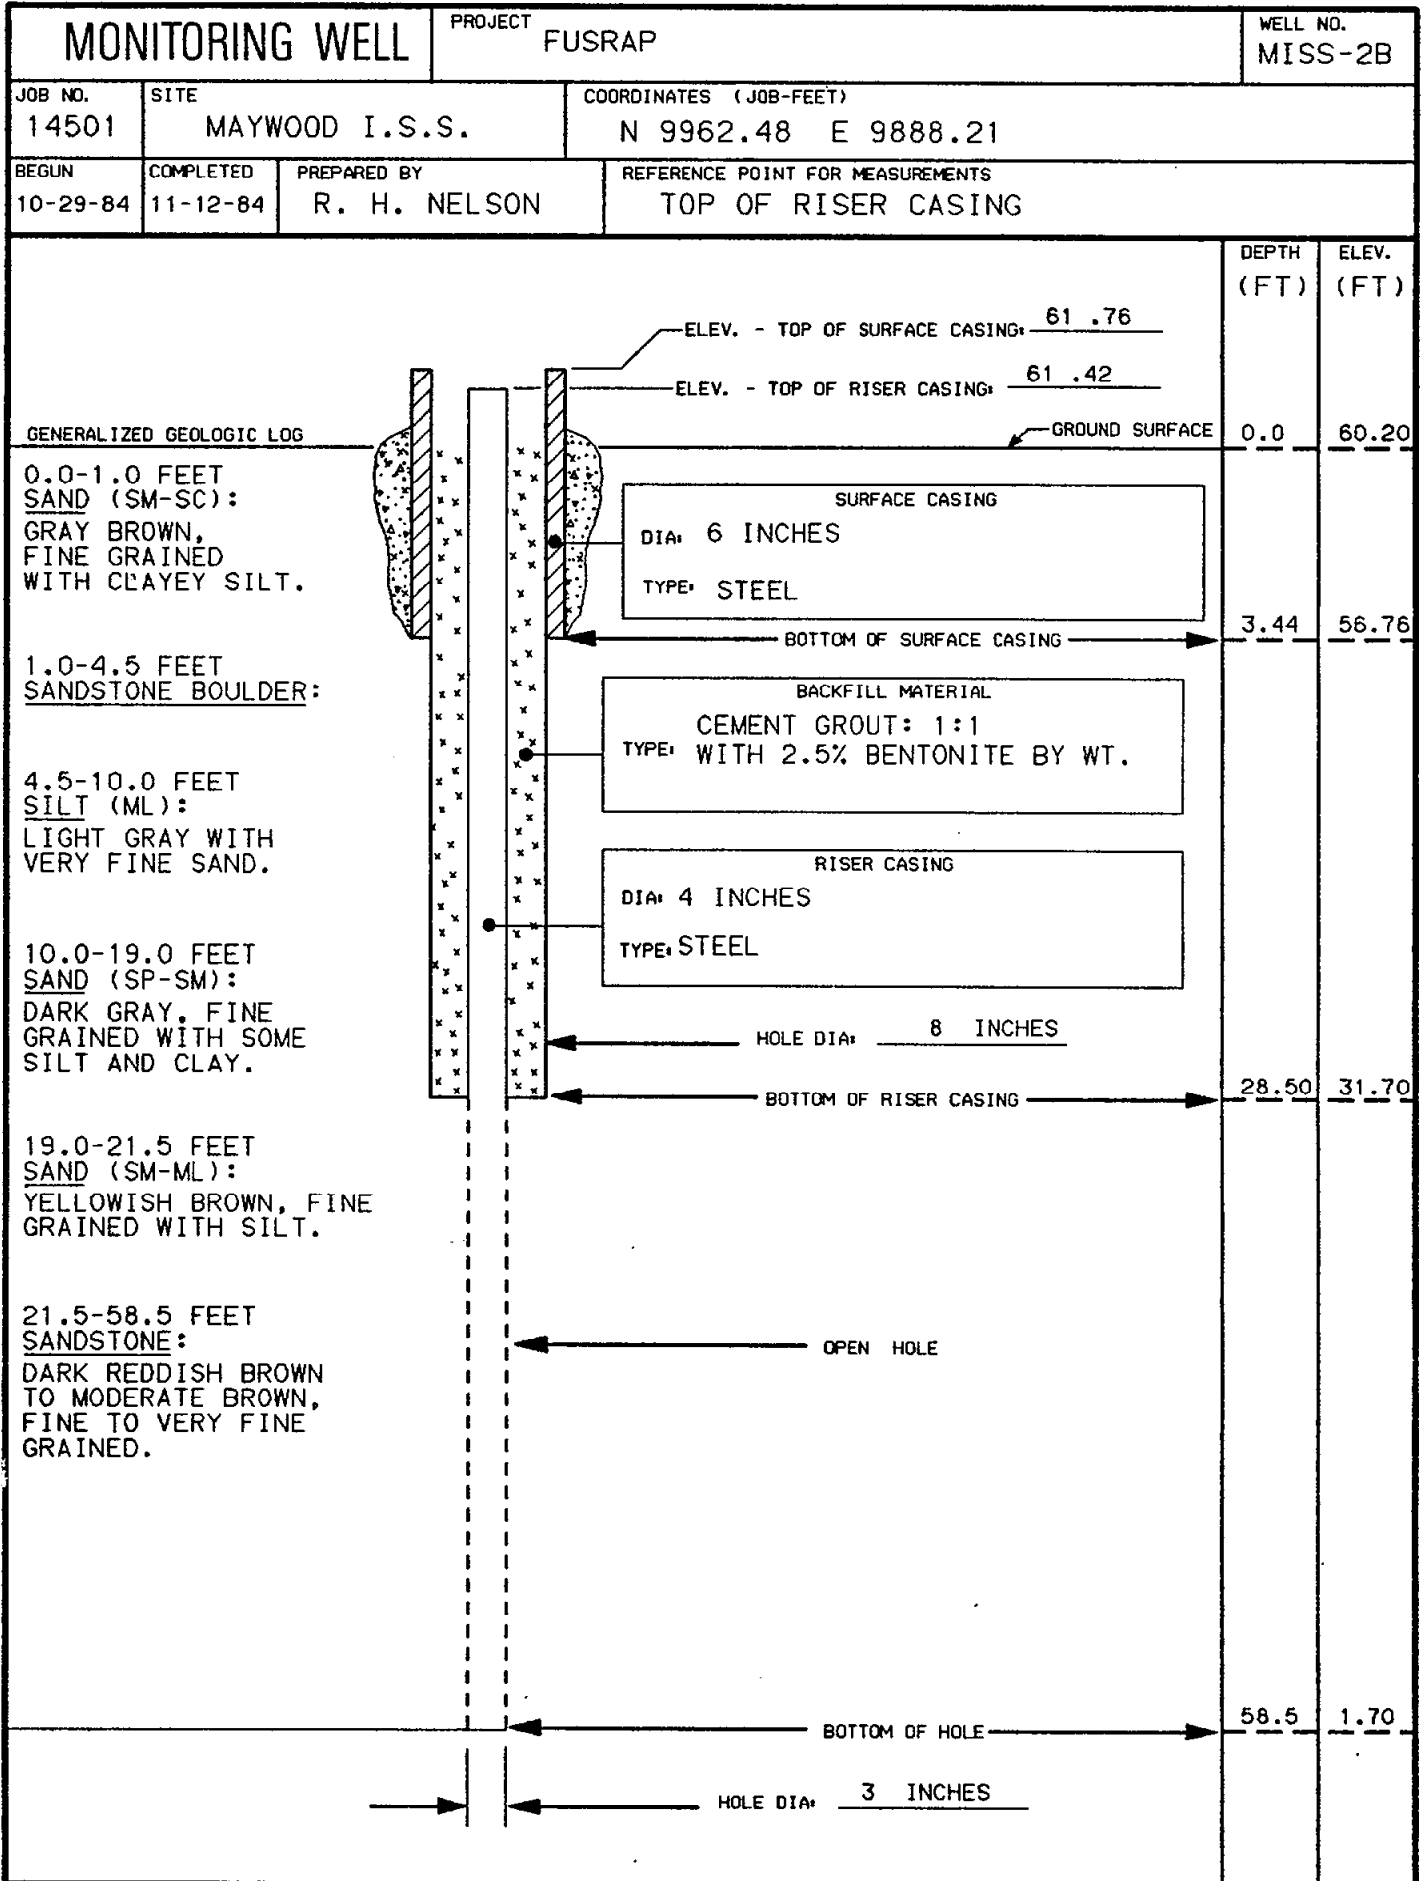 MONITORING WELL
PROJECT
FUSRAP
WELL NO.
MISS-2B
JOB NO.
14501
SITE
MAYWOOD I.S.S.
COORDINATES (JOB-FEET)
N 9962.48 E 9888.21
BEGUN
10-29-84
COMPLETED
11-12-84
PREPARED BY
R. H. NELSON
REFERENCE POINT FOR MEASUREMENTS
TOP OF RISER CASING
DEPTH
(FT)
ELEV.
(FT)
ELEV. - TOP OF SURFACE CASING: 61 .76
ELEV. - TOP OF RISER CASING: 61 .42
GENERALIZED GEOLOGIC LOG
GROUND SURFACE
0.0 60.20
0.0-1.0 FEET
SAND (SM-SC):
GRAY BROWN,
FINE GRAINED
WITH CLAYEY SILT.
SURFACE CASING
DIA: 6 INCHES
TYPE: STEEL
BOTTOM OF SURFACE CASING
3.44 56.76
1.0-4.5 FEET
SANDSTONE BOULDER:
BACKFILL MATERIAL
TYPE: CEMENT GROUT: 1:1
WITH 2.5% BENTONITE BY WT.
4.5-10.0 FEET
SILT (ML):
LIGHT GRAY WITH
VERY FINE SAND.
RISER CASING
DIA: 4 INCHES
TYPE: STEEL
10.0-19.0 FEET
SAND (SP-SM):
DARK GRAY, FINE
GRAINED WITH SOME
SILT AND CLAY.
HOLE DIA: 8 INCHES
BOTTOM OF RISER CASING
28.50 31.70
19.0-21.5 FEET
SAND (SM-ML):
YELLOWISH BROWN, FINE
GRAINED WITH SILT.
21.5-58.5 FEET
SANDSTONE:
DARK REDDISH BROWN
TO MODERATE BROWN,
FINE TO VERY FINE
GRAINED.
OPEN HOLE
BOTTOM OF HOLE
58.5 1.70
HOLE DIA: 3 INCHES